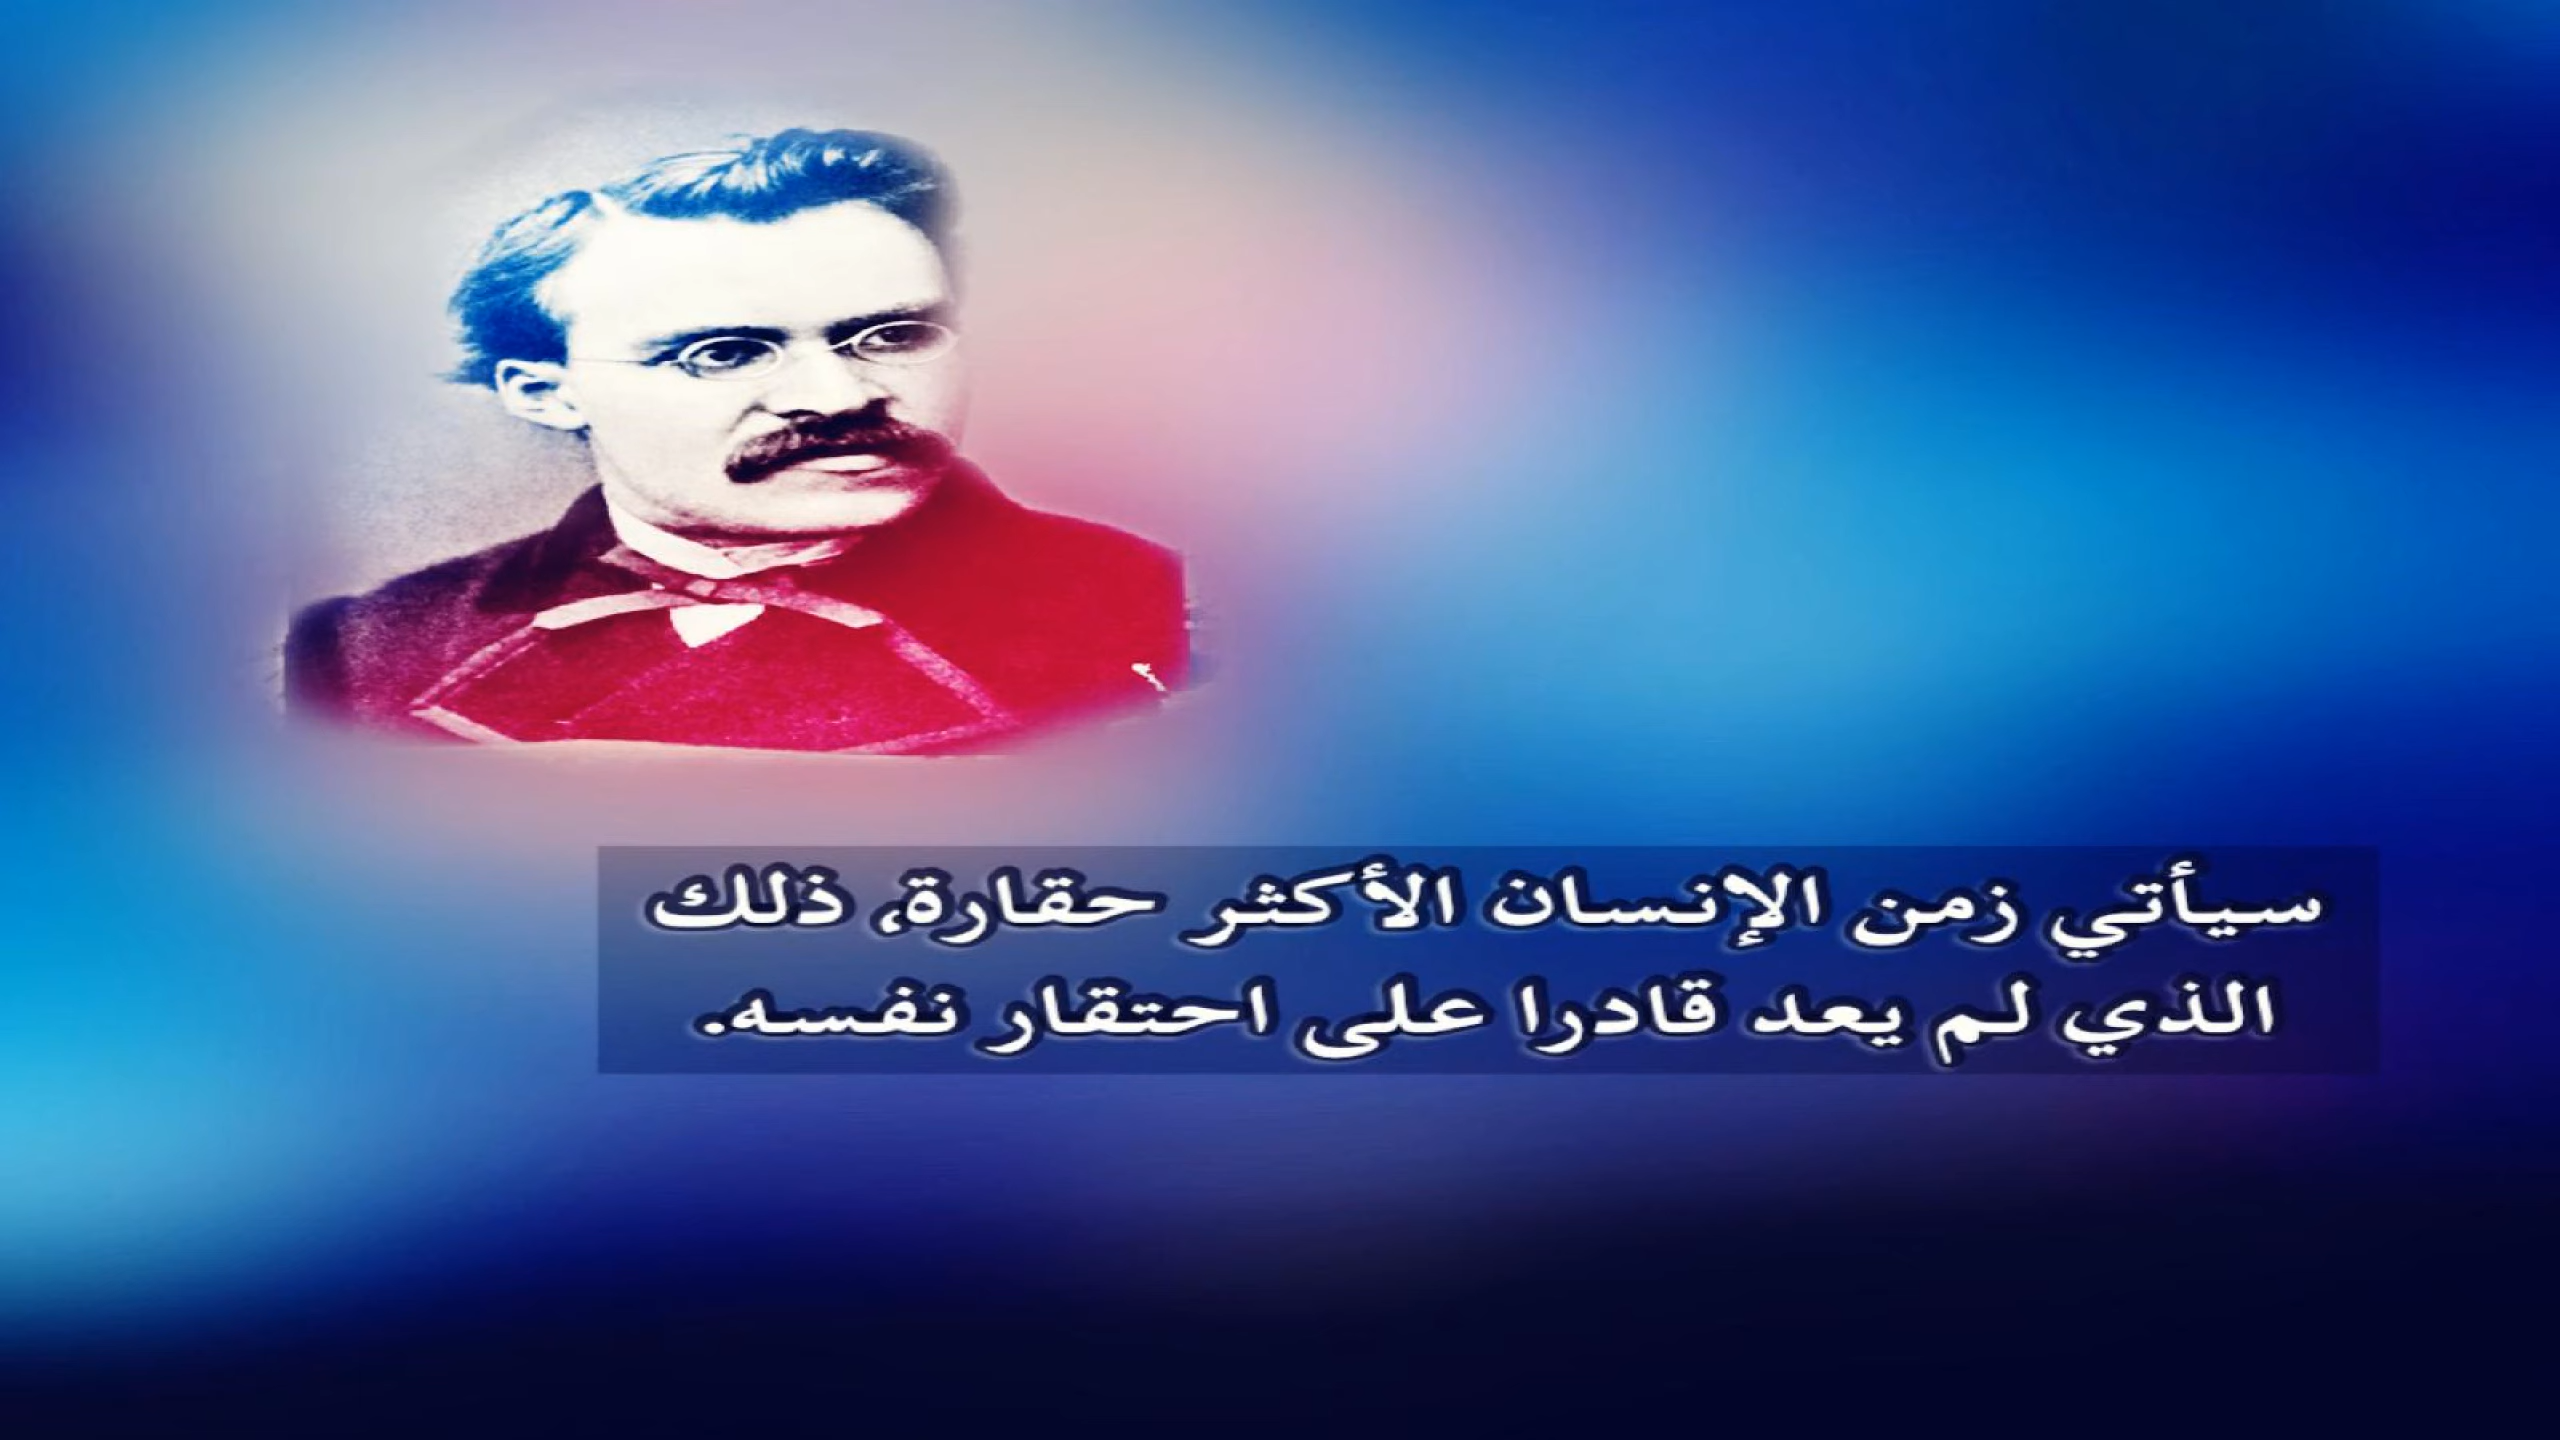 سيأتي زمن الإنسان الأكثر حقارة، ذلك
الذي لم يعد قادرا على احتقار نفسه.